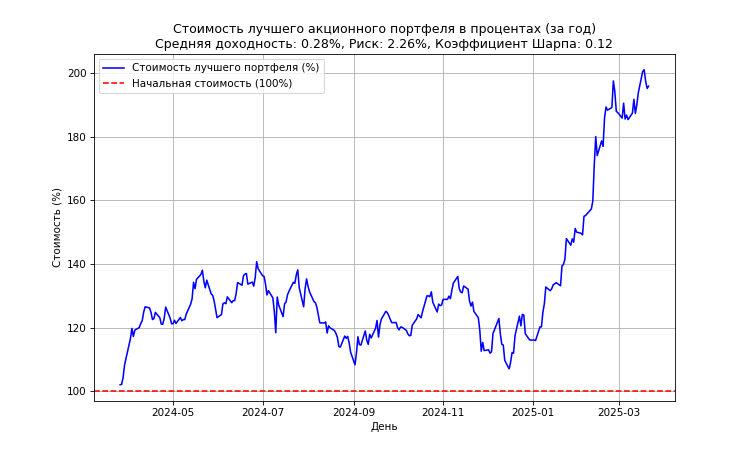 Стоимость лучшего акционного портфеля в процентах (за год)
Средняя доходность: 0.28%, Риск: 2.26%, Коэффициент Шарпа: 0.12
Стоимость лучшего портфеля (%)
Начальная стоимость (100%)
Стоимость (%)
200
180
160
140
120
100
2024-05
2024-07
2024-09
2024-11
2025-01
2025-03
День